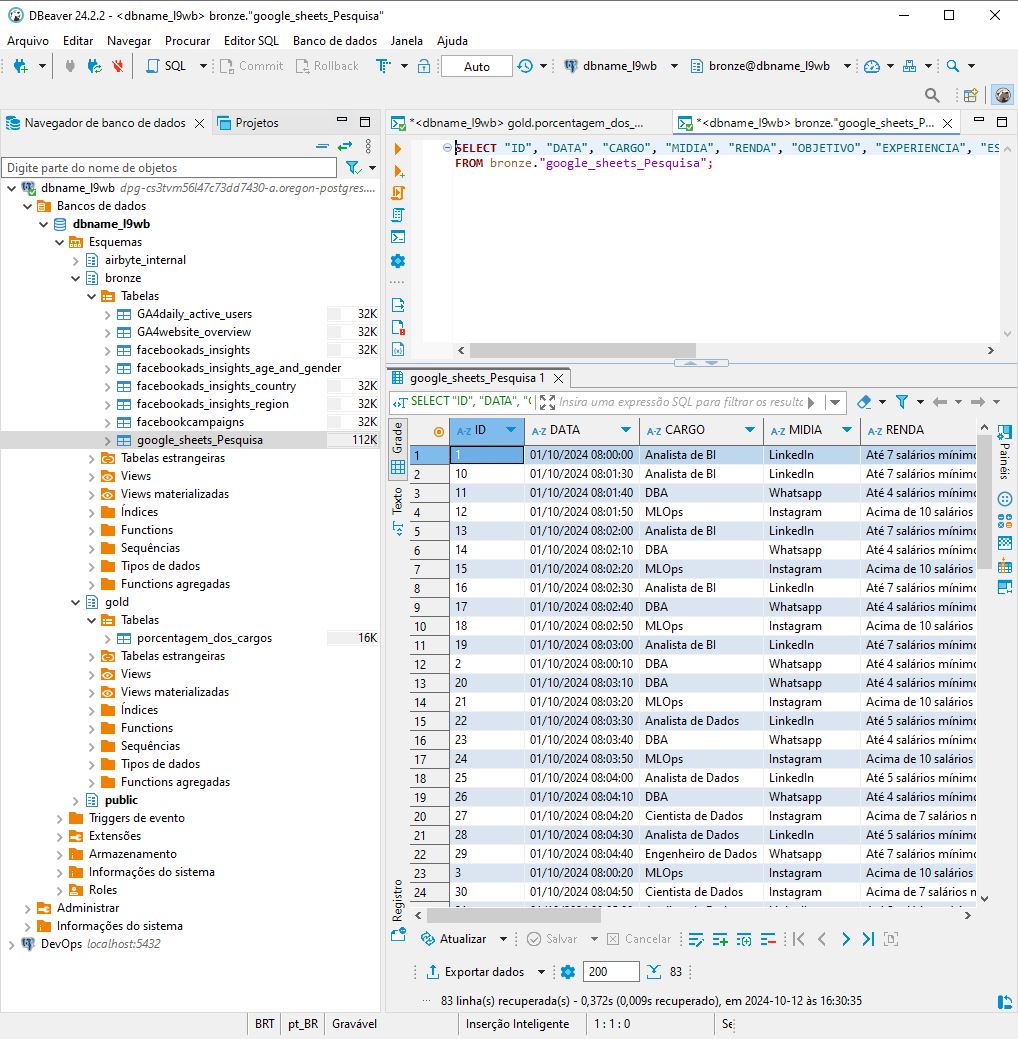 DBeaver 24.2.2 - <dbname_l9wb> bronze."google_sheets_Pesquisa"
Arquivo Editar Navegar Procurar Editor SQL Banco de dados Janela Ajuda
SQL Commit Rollback Auto dbname_l9wb bronze@dbname_l9wb
Navegador de banco de dados Projetos
Digite parte do nome de objetos
dbname_l9wb dpg-cs3tvm56l47c73dd7430-a.oregon-postgres....
Bancos de dados
dbname_l9wb
Esquemas
airbyte_internal
bronze
Tabelas
GA4daily_active_users 32K
GA4website_overview 32K
facebookads_insights 32K
facebookads_insights_age_and_gender
facebookads_insights_country 32K
facebookads_insights_region 32K
facebookcampaigns 32K
google_sheets_Pesquisa 112K
Tabelas estrangeiras
Views
Views materializadas
Índices
Functions
Sequências
Tipos de dados
Functions agregadas
gold
Tabelas
porcentagem_dos_cargos 16K
Tabelas estrangeiras
Views
Views materializadas
Índices
Functions
Sequências
Tipos de dados
Functions agregadas
public
Triggers de evento
Extensões
Armazenamento
Informações do sistema
Roles
Administrar
Informações do sistema
DevOps localhost:5432
*<dbname_l9wb> gold.porcentagem_dos_... *<dbname_l9wb> bronze."google_sheets_P...
SELECT "ID", "DATA", "CARGO", "MIDIA", "RENDA", "OBJETIVO", "EXPERIENCIA", "ES
FROM bronze."google_sheets_Pesquisa";
google_sheets_Pesquisa 1
SELECT "ID", "DATA", "C Insira uma expressão SQL para filtrar os resulta
Grade
Texto
Registro
Painéis
A-Z ID A-Z DATA A-Z CARGO A-Z MIDIA A-Z RENDA
1 1 01/10/2024 08:00:00 Analista de BI LinkedIn Até 7 salários mínimo
2 10 01/10/2024 08:01:30 Analista de BI LinkedIn Até 7 salários mínimo
3 11 01/10/2024 08:01:40 DBA Whatsapp Até 4 salários mínimo
4 12 01/10/2024 08:01:50 MLOps Instagram Acima de 10 salários
5 13 01/10/2024 08:02:00 Analista de BI LinkedIn Até 7 salários mínimo
6 14 01/10/2024 08:02:10 DBA Whatsapp Até 4 salários mínimo
7 15 01/10/2024 08:02:20 MLOps Instagram Acima de 10 salários
8 16 01/10/2024 08:02:30 Analista de BI LinkedIn Até 7 salários mínimo
9 17 01/10/2024 08:02:40 DBA Whatsapp Até 4 salários mínimo
10 18 01/10/2024 08:02:50 MLOps Instagram Acima de 10 salários
11 19 01/10/2024 08:03:00 Analista de BI LinkedIn Até 7 salários mínimo
12 2 01/10/2024 08:00:10 DBA Whatsapp Até 4 salários mínimo
13 20 01/10/2024 08:03:10 DBA Whatsapp Até 4 salários mínimo
14 21 01/10/2024 08:03:20 MLOps Instagram Acima de 10 salários
15 22 01/10/2024 08:03:30 Analista de Dados LinkedIn Até 5 salários mínimo
16 23 01/10/2024 08:03:40 DBA Whatsapp Até 4 salários mínimo
17 24 01/10/2024 08:03:50 MLOps Instagram Acima de 10 salários
18 25 01/10/2024 08:04:00 Analista de Dados LinkedIn Até 5 salários mínimo
19 26 01/10/2024 08:04:10 DBA Whatsapp Até 4 salários mínimo
20 27 01/10/2024 08:04:20 Cientista de Dados Instagram Acima de 7 salários n
21 28 01/10/2024 08:04:30 Analista de Dados LinkedIn Até 5 salários mínimo
22 29 01/10/2024 08:04:40 Engenheiro de Dados Whatsapp Até 7 salários mínimo
23 3 01/10/2024 08:00:20 MLOps Instagram Acima de 10 salários
24 30 01/10/2024 08:04:50 Cientista de Dados Instagram Acima de 7 salários n
Atualizar Salvar Cancelar
Exportar dados 200 83
83 linha(s) recuperada(s) - 0,372s (0,009s recuperado), em 2024-10-12 às 16:30:35
BRT pt_BR Gravável Inserção Inteligente 1 : 1 : 0 Se